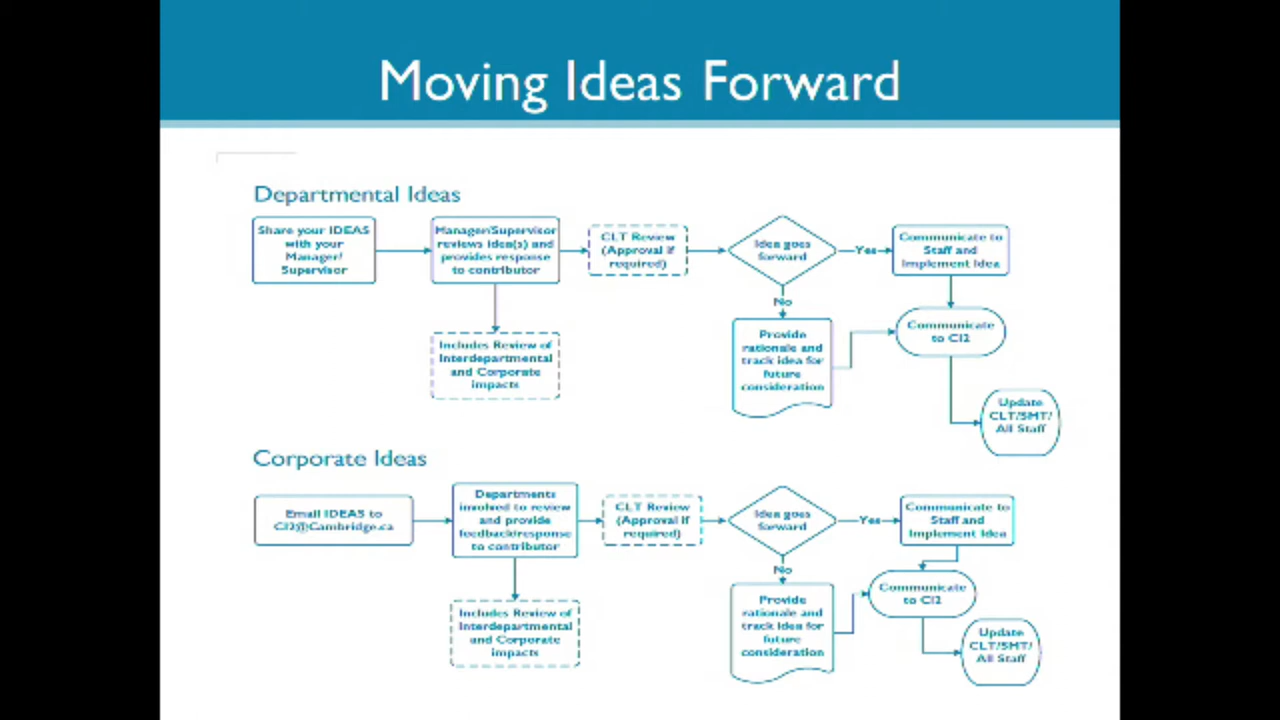 Moving Ideas Forward
Departmental Ideas
Share your IDEAS
with your
Manager/
Supervisor
Manager/Supervisor
reviews idea(s) and
provides response
to contributor
Includes Review of
Interdepartmental
and Corporate
impacts
CLT Review
(Approval if
required)
Idea goes
forward
Yes
No
Communicate to
Staff and
Implement Idea
Provide
rationale and
track idea for
future
consideration
Communicate
to CI2
Update
CLT/SMT/
All Staff
Corporate Ideas
Email IDEAS to
CI2@Cambridge.ca
Departments
involved to review
and provide
feedback/response
to contributor
Includes Review of
Interdepartmental
and Corporate
impacts
CLT Review
(Approval if
required)
Idea goes
forward
Yes
No
Communicate to
Staff and
Implement Idea
Provide
rationale and
track idea for
future
consideration
Communicate
to CI2
Update
CLT/SMT/
All Staff